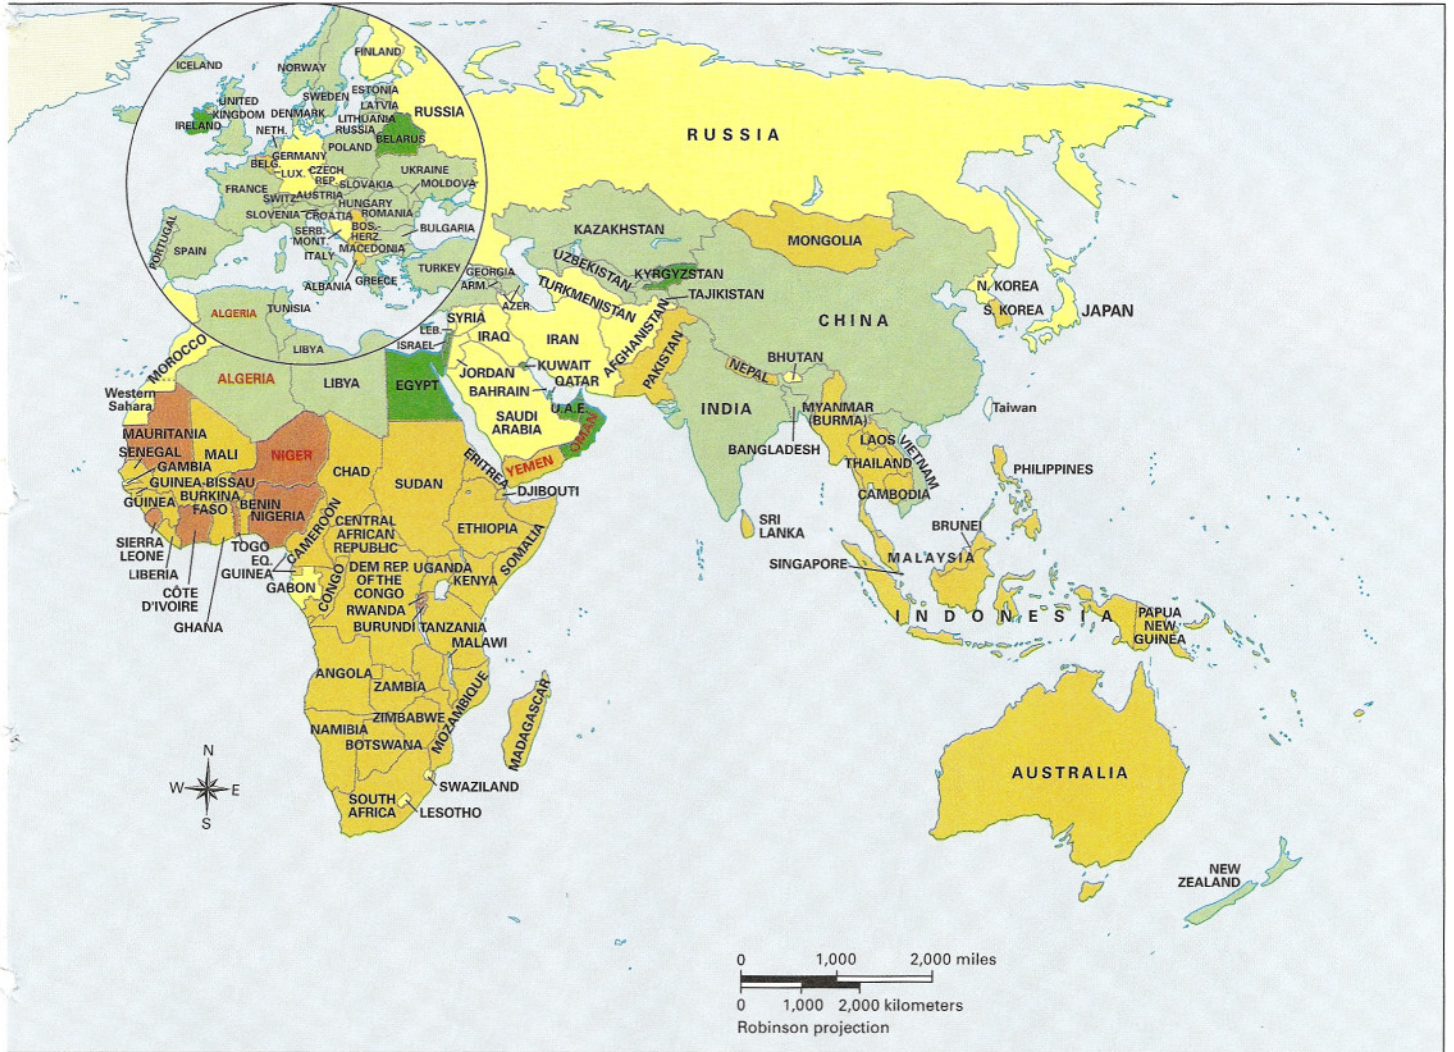 ICELAND
NORWAY
FINLAND
SWEDEN
ESTONIA
LATVIA
LITHUANIA
RUSSIA
RUSSIA
UNITED
KINGDOM
DENMARK
IRELAND
NETH.
BELARUS
GERMANY
POLAND
BELG.
LUX.
CZECH
REP.
UKRAINE
SLOVAKIA
MOLDOVA
FRANCE
SWITZ.
AUSTRIA
HUNGARY
SLOVENIA
CROATIA
ROMANIA
SERB.
MONT.
BOS.
HERZ.
BULGARIA
MACEDONIA
ITALY
PORTUGAL
SPAIN
ALBANIA
GREECE
TURKEY
GEORGIA
ARM.
AZER.
ALGERIA
TUNISIA
LIBYA
RUSSIA
KAZAKHSTAN
MONGOLIA
UZBEKISTAN
KYRGYZSTAN
TURKMENISTAN
TAJIKISTAN
N. KOREA
S. KOREA
JAPAN
CHINA
SYRIA
LEB.
ISRAEL
IRAQ
IRAN
AFGHANISTAN
PAKISTAN
JORDAN
KUWAIT
BAHRAIN
QATAR
SAUDI
ARABIA
U.A.E.
OMAN
YEMEN
NEPAL
BHUTAN
INDIA
BANGLADESH
MYANMAR
(BURMA)
Taiwan
LAOS
VIETNAM
THAILAND
CAMBODIA
PHILIPPINES
SRI
LANKA
BRUNEI
MALAYSIA
SINGAPORE
INDONESIA
PAPUA
NEW
GUINEA
MOROCCO
Western
Sahara
ALGERIA
LIBYA
EGYPT
MAURITANIA
MALI
NIGER
CHAD
SUDAN
ERITREA
DJIBOUTI
SENEGAL
GAMBIA
GUINEA-BISSAU
GUINEA
BURKINA
FASO
BENIN
NIGERIA
SIERRA
LEONE
LIBERIA
CÔTE
D'IVOIRE
GHANA
TOGO
EQ.
GUINEA
CAMEROON
CENTRAL
AFRICAN
REPUBLIC
ETHIOPIA
SOMALIA
GABON
CONGO
DEM REP.
OF THE
CONGO
UGANDA
KENYA
RWANDA
BURUNDI
TANZANIA
MALAWI
ANGOLA
ZAMBIA
MOZAMBIQUE
MADAGASCAR
ZIMBABWE
NAMIBIA
BOTSWANA
SWAZILAND
SOUTH
AFRICA
LESOTHO
AUSTRALIA
NEW
ZEALAND
N
W E
S
0 1,000 2,000 miles
0 1,000 2,000 kilometers
Robinson projection